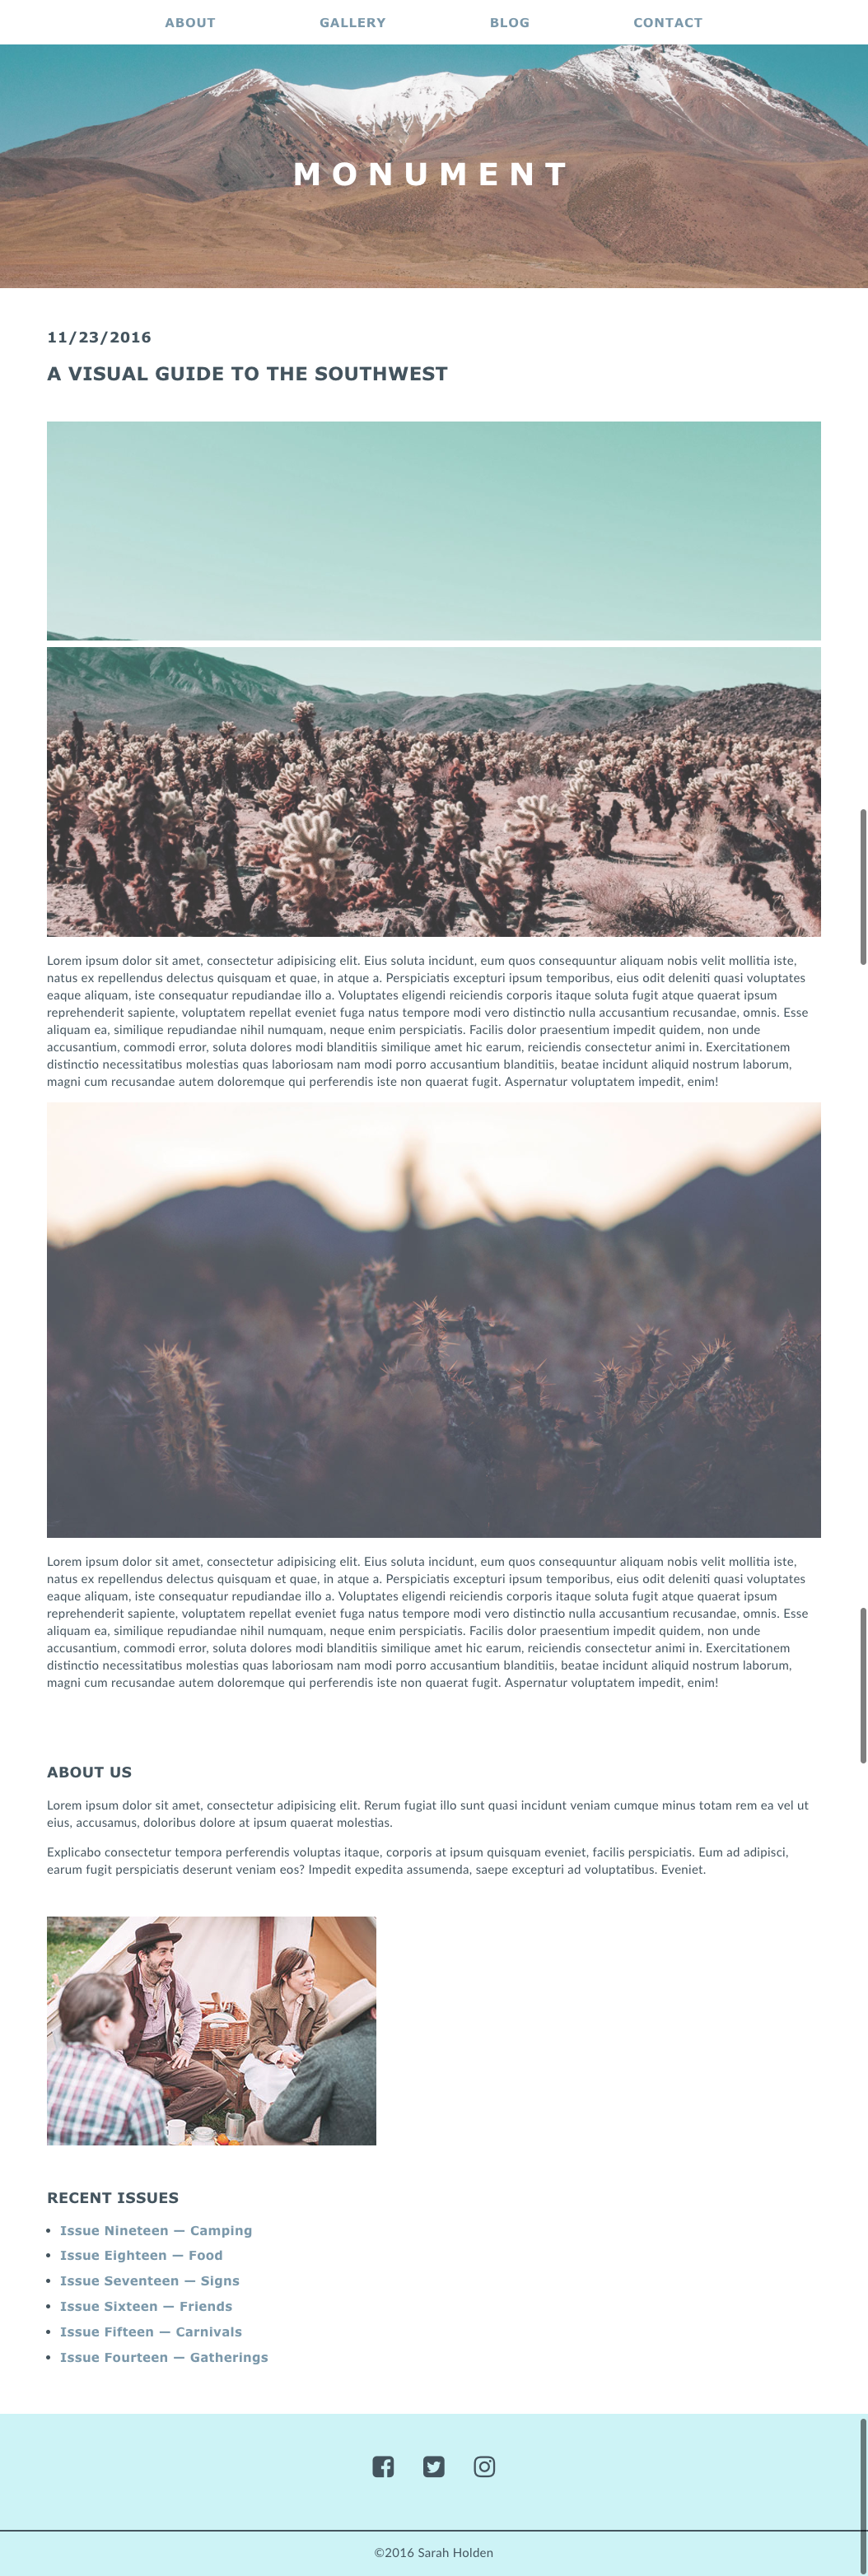 ABOUT GALLERY BLOG CONTACT
MONUMENT
11/23/2016
A VISUAL GUIDE TO THE SOUTHWEST
Lorem ipsum dolor sit amet, consectetur adipisicing elit. Eius soluta incidunt, eum quos consequuntur aliquam nobis velit mollitia iste,
natus ex repellendus delectus quisquam et quae, in atque a. Perspiciatis excepturi ipsum temporibus, eius odit deleniti quasi voluptates
eaque aliquam, iste consequatur repudiandae illo a. Voluptates eligendi reiciendis corporis itaque soluta fugit atque quaerat ipsum
reprehenderit sapiente, voluptatem repellat eveniet fuga natus tempore modi vero distinctio nulla accusantium recusandae, omnis. Esse
aliquam ea, similique repudiandae nihil numquam, neque enim perspiciatis. Facilis dolor praesentium impedit quidem, non unde
accusantium, commodi error, soluta dolores modi blanditiis similique amet hic earum, reiciendis consectetur animi in. Exercitationem
distinctio necessitatibus molestias quas laboriosam nam modi porro accusantium blanditiis, beatae incidunt aliquid nostrum laborum,
magni cum recusandae autem doloremque qui perferendis iste non quaerat fugit. Aspernatur voluptatem impedit, enim!
Lorem ipsum dolor sit amet, consectetur adipisicing elit. Eius soluta incidunt, eum quos consequuntur aliquam nobis velit mollitia iste,
natus ex repellendus delectus quisquam et quae, in atque a. Perspiciatis excepturi ipsum temporibus, eius odit deleniti quasi voluptates
eaque aliquam, iste consequatur repudiandae illo a. Voluptates eligendi reiciendis corporis itaque soluta fugit atque quaerat ipsum
reprehenderit sapiente, voluptatem repellat eveniet fuga natus tempore modi vero distinctio nulla accusantium recusandae, omnis. Esse
aliquam ea, similique repudiandae nihil numquam, neque enim perspiciatis. Facilis dolor praesentium impedit quidem, non unde
accusantium, commodi error, soluta dolores modi blanditiis similique amet hic earum, reiciendis consectetur animi in. Exercitationem
distinctio necessitatibus molestias quas laboriosam nam modi porro accusantium blanditiis, beatae incidunt aliquid nostrum laborum,
magni cum recusandae autem doloremque qui perferendis iste non quaerat fugit. Aspernatur voluptatem impedit, enim!
ABOUT US
Lorem ipsum dolor sit amet, consectetur adipisicing elit. Rerum fugiat illo sunt quasi incidunt veniam cumque minus totam rem ea vel ut
eius, accusamus, doloribus dolore at ipsum quaerat molestias.
Explicabo consectetur tempora perferendis voluptas itaque, corporis at ipsum quisquam eveniet, facilis perspiciatis. Eum ad adipisci,
earum fugit perspiciatis deserunt veniam eos? Impedit expedita assumenda, saepe excepturi ad voluptatibus. Eveniet.
RECENT ISSUES
• Issue Nineteen — Camping
• Issue Eighteen — Food
• Issue Seventeen — Signs
• Issue Sixteen — Friends
• Issue Fifteen — Carnivals
• Issue Fourteen — Gatherings
©2016 Sarah Holden